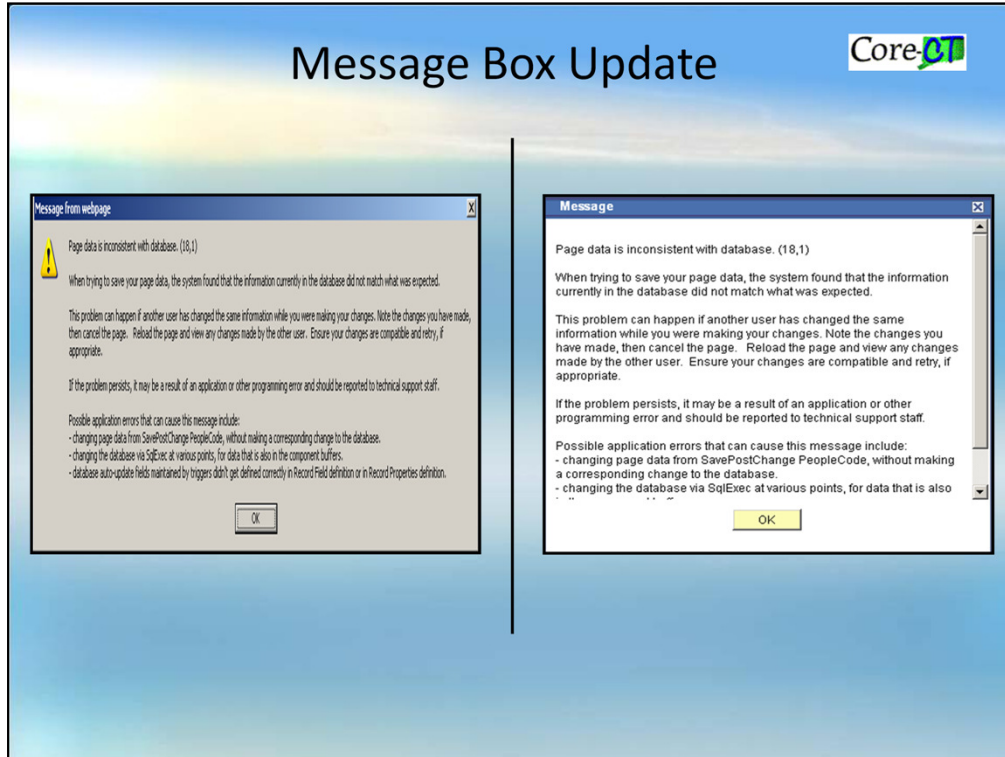 Message Box Update
Core-CT
Message from webpage
Page data is inconsistent with database. (18,1)
When trying to save your page data, the system found that the information currently in the database did not match what was expected.
This problem can happen if another user has changed the same information while you were making your changes. Note the changes you have made,
then cancel the page.   Reload the page and view any changes made by the other user.  Ensure your changes are compatible and retry, if
appropriate.
If the problem persists, it may be a result of an application or other programming error and should be reported to technical support staff.
Possible application errors that can cause this message include:
- changing page data from SavePostChange PeopleCode, without making a corresponding change to the database.
- changing the database via SqlExec at various points, for data that is also in the component buffers.
- database auto-update fields maintained by triggers didn't get defined correctly in Record Field definition or in Record Properties definition.
OK
Message
Page data is inconsistent with database. (18,1)
When trying to save your page data, the system found that the information
currently in the database did not match what was expected.
This problem can happen if another user has changed the same
information while you were making your changes. Note the changes you
have made, then cancel the page.   Reload the page and view any changes
made by the other user.  Ensure your changes are compatible and retry, if
appropriate.
If the problem persists, it may be a result of an application or other
programming error and should be reported to technical support staff.
Possible application errors that can cause this message include:
- changing page data from SavePostChange PeopleCode, without making
a corresponding change to the database.
- changing the database via SqlExec at various points, for data that is also
OK